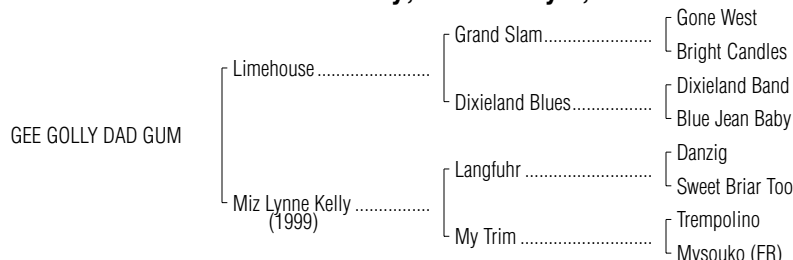 Gone West
Grand Slam
Bright Candles
Limehouse
Dixieland Band
Dixieland Blues
Blue Jean Baby
GEE GOLLY DAD GUM
Danzig
Langfuhr
Sweet Briar Too
Miz Lynne Kelly
(1999)
Trempolino
My Trim
Mysouko (FR)